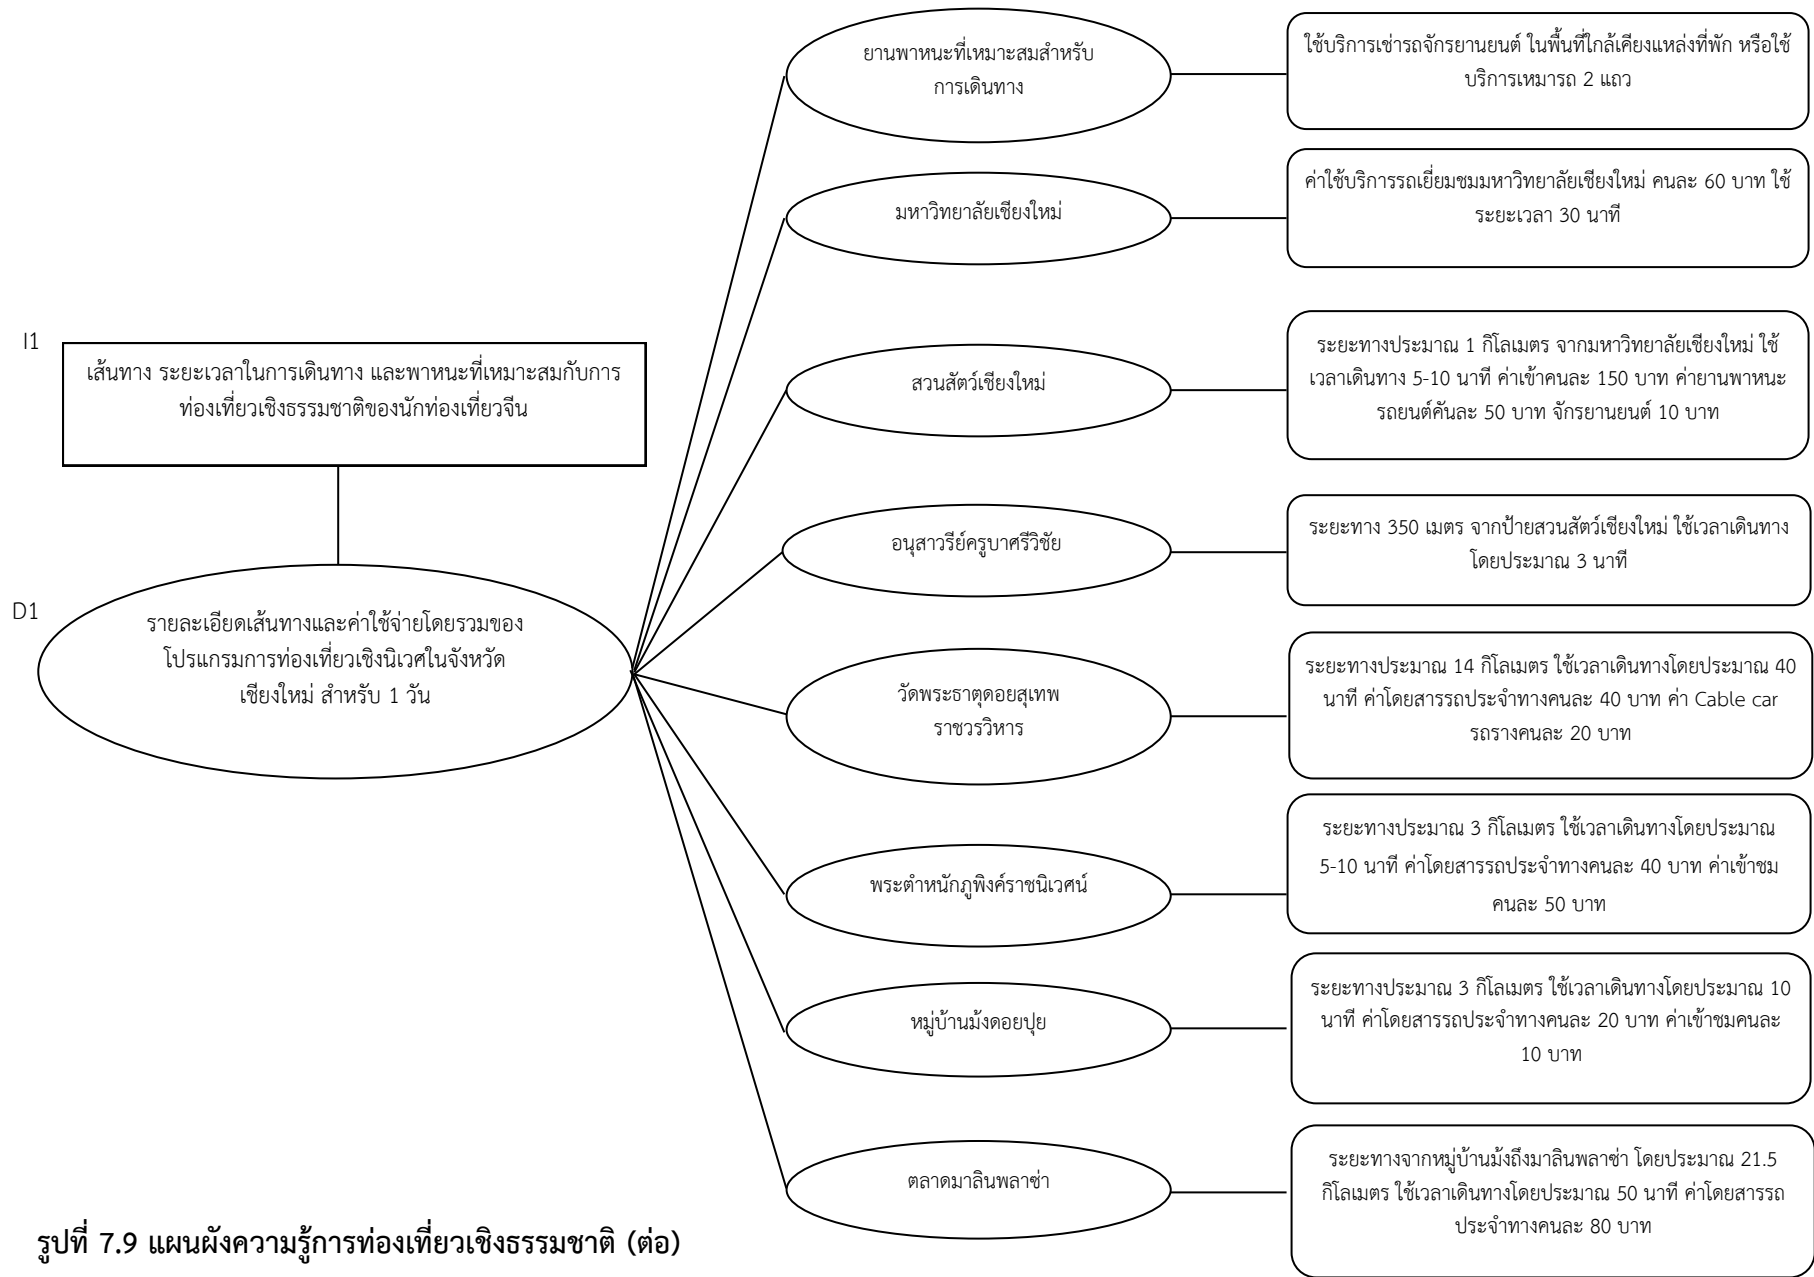 ยานพาหนะที่เหมาะสมสำหรับ
การเดินทาง
ใช้บริการเช่ารถจักรยานยนต์ ในพื้นที่ใกล้เคียงแหล่งที่พัก หรือใช้
บริการเหมารถ 2 แถว
มหาวิทยาลัยเชียงใหม่
ค่าใช้บริการรถเยี่ยมชมมหาวิทยาลัยเชียงใหม่ คนละ 60 บาท ใช้
ระยะเวลา 30 นาที
I1
เส้นทาง ระยะเวลาในการเดินทาง และพาหนะที่เหมาะสมกับการ
ท่องเที่ยวเชิงธรรมชาติของนักท่องเที่ยวจีน
สวนสัตว์เชียงใหม่
ระยะทางประมาณ 1 กิโลเมตร จากมหาวิทยาลัยเชียงใหม่ ใช้
เวลาเดินทาง 5-10 นาที ค่าเข้าคนละ 150 บาท ค่ายานพาหนะ
รถยนต์คันละ 50 บาท จักรยานยนต์ 10 บาท
อนุสาวรีย์ครูบาศรีวิชัย
ระยะทาง 350 เมตร จากป้ายสวนสัตว์เชียงใหม่ ใช้เวลาเดินทาง
โดยประมาณ 3 นาที
D1
รายละเอียดเส้นทางและค่าใช้จ่ายโดยรวมของ
โปรแกรมการท่องเที่ยวเชิงนิเวศในจังหวัด
เชียงใหม่ สำหรับ 1 วัน
วัดพระธาตุดอยสุเทพ
ราชวรวิหาร
ระยะทางประมาณ 14 กิโลเมตร ใช้เวลาเดินทางโดยประมาณ 40
นาที ค่าโดยสารรถประจำทางคนละ 40 บาท ค่า Cable car
รถรางคนละ 20 บาท
พระตำหนักภูพิงค์ราชนิเวศน์
ระยะทางประมาณ 3 กิโลเมตร ใช้เวลาเดินทางโดยประมาณ
5-10 นาที ค่าโดยสารรถประจำทางคนละ 40 บาท ค่าเข้าชม
คนละ 50 บาท
หมู่บ้านม้งดอยปุย
ระยะทางประมาณ 3 กิโลเมตร ใช้เวลาเดินทางโดยประมาณ 10
นาที ค่าโดยสารรถประจำทางคนละ 20 บาท ค่าเข้าชมคนละ
10 บาท
ตลาดมาลินพลาซ่า
ระยะทางจากหมู่บ้านม้งถึงมาลินพลาซ่า โดยประมาณ 21.5
กิโลเมตร ใช้เวลาเดินทางโดยประมาณ 50 นาที ค่าโดยสารรถ
ประจำทางคนละ 80 บาท
รูปที่ 7.9 แผนผังความรู้การท่องเที่ยวเชิงธรรมชาติ (ต่อ)